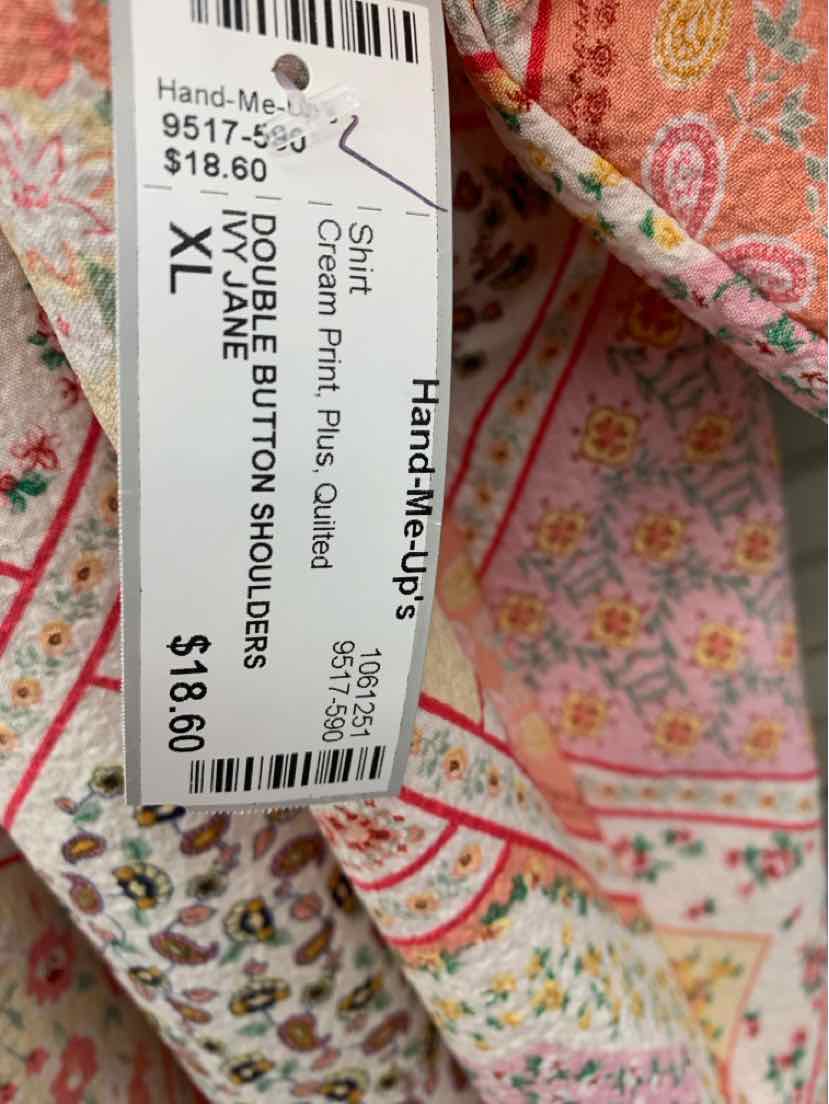 Hand-Me-Up's
9517-590
$18.60
Hand-Me-Up's
Shirt
1061251
Cream Print, Plus, Quilted
9517-590
DOUBLE BUTTON SHOULDERS
IVY JANE
XL
$18.60